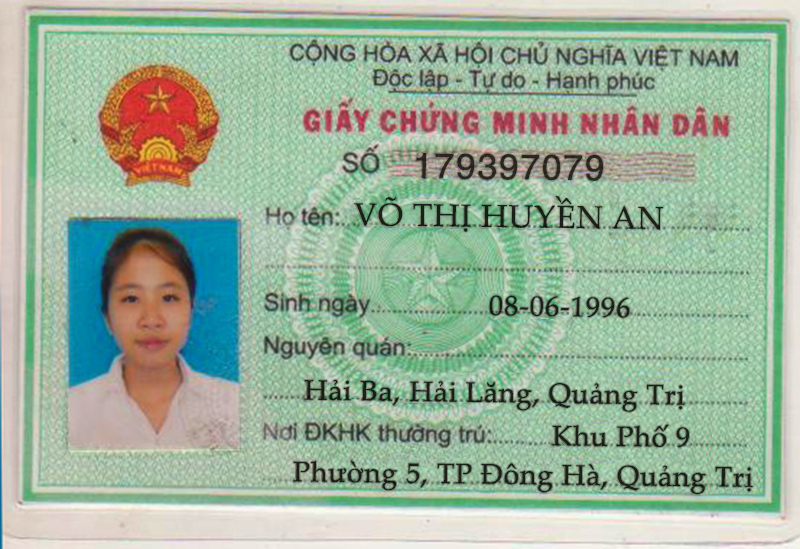 CỘNG HÒA XÃ HỘI CHỦ NGHĨA VIỆT NAM
Độc lập - Tự do - Hạnh phúc
GIẤY CHỨNG MINH NHÂN DÂN
SỐ 179397079
VIỆT NAM
Họ tên: VÕ THỊ HUYỀN AN
Sinh ngày 08-06-1996
Nguyên quán:
Hải Ba, Hải Lăng, Quảng Trị
Nơi ĐKHK thường trú: Khu Phố 9
Phường 5, TP Đông Hà, Quảng Trị